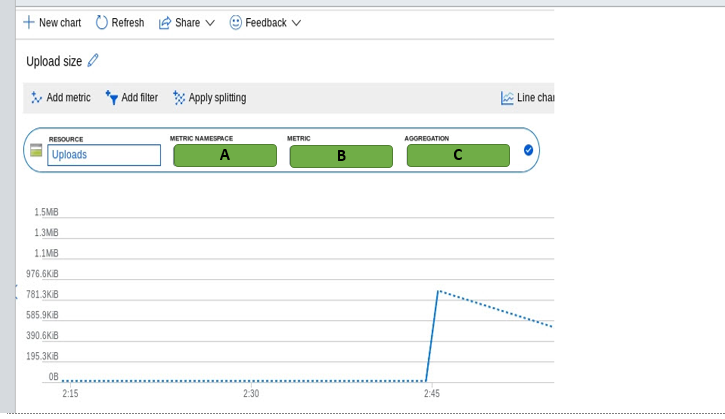 New chart Refresh Share Feedback
Upload size
Add metric Add filter Apply splitting Line char
RESOURCE METRIC NAMESPACE METRIC AGGREGATION
Uploads A B C
1.5MiB
1.3MiB
1.1MiB
976.6KiB
781.3KiB
585.9KiB
390.6KiB
195.3KiB
0B
2:15 2:30 2:45